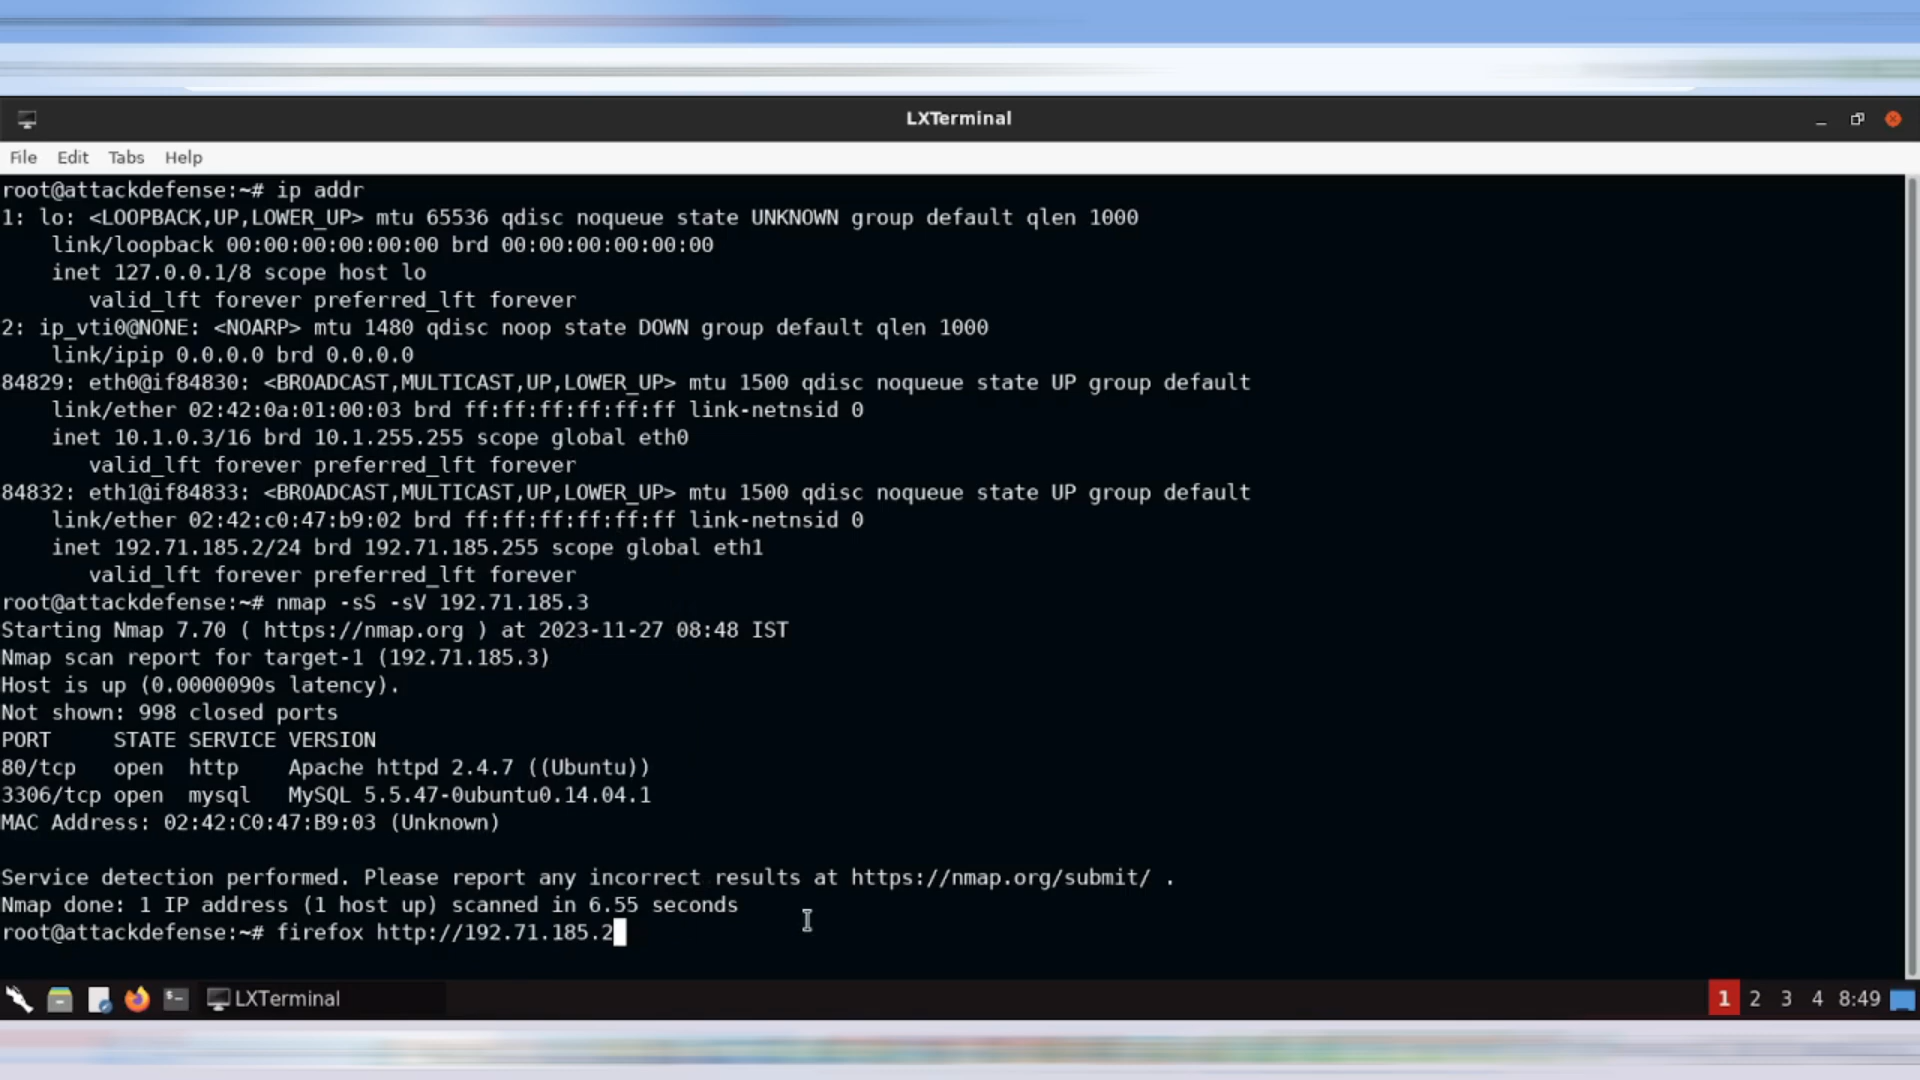 LXTerminal
File Edit Tabs Help
root@attackdefense:~# ip addr
1: lo: <LOOPBACK,UP,LOWER_UP> mtu 65536 qdisc noqueue state UNKNOWN group default qlen 1000
    link/loopback 00:00:00:00:00:00 brd 00:00:00:00:00:00
    inet 127.0.0.1/8 scope host lo
       valid_lft forever preferred_lft forever
2: ip_vti0@NONE: <NOARP> mtu 1480 qdisc noop state DOWN group default qlen 1000
    link/ipip 0.0.0.0 brd 0.0.0.0
84829: eth0@if84830: <BROADCAST,MULTICAST,UP,LOWER_UP> mtu 1500 qdisc noqueue state UP group default
    link/ether 02:42:0a:01:00:03 brd ff:ff:ff:ff:ff:ff link-netnsid 0
    inet 10.1.0.3/16 brd 10.1.255.255 scope global eth0
       valid_lft forever preferred_lft forever
84832: eth1@if84833: <BROADCAST,MULTICAST,UP,LOWER_UP> mtu 1500 qdisc noqueue state UP group default
    link/ether 02:42:c0:47:b9:02 brd ff:ff:ff:ff:ff:ff link-netnsid 0
    inet 192.71.185.2/24 brd 192.71.185.255 scope global eth1
       valid_lft forever preferred_lft forever
root@attackdefense:~# nmap -sS -sV 192.71.185.3
Starting Nmap 7.70 ( https://nmap.org ) at 2023-11-27 08:48 IST
Nmap scan report for target-1 (192.71.185.3)
Host is up (0.0000090s latency).
Not shown: 998 closed ports
PORT     STATE SERVICE VERSION
80/tcp   open  http    Apache httpd 2.4.7 ((Ubuntu))
3306/tcp open  mysql   MySQL 5.5.47-0ubuntu0.14.04.1
MAC Address: 02:42:C0:47:B9:03 (Unknown)
Service detection performed. Please report any incorrect results at https://nmap.org/submit/ .
Nmap done: 1 IP address (1 host up) scanned in 6.55 seconds
root@attackdefense:~# firefox http://192.71.185.2
LXTerminal 1 2 3 4 8:49